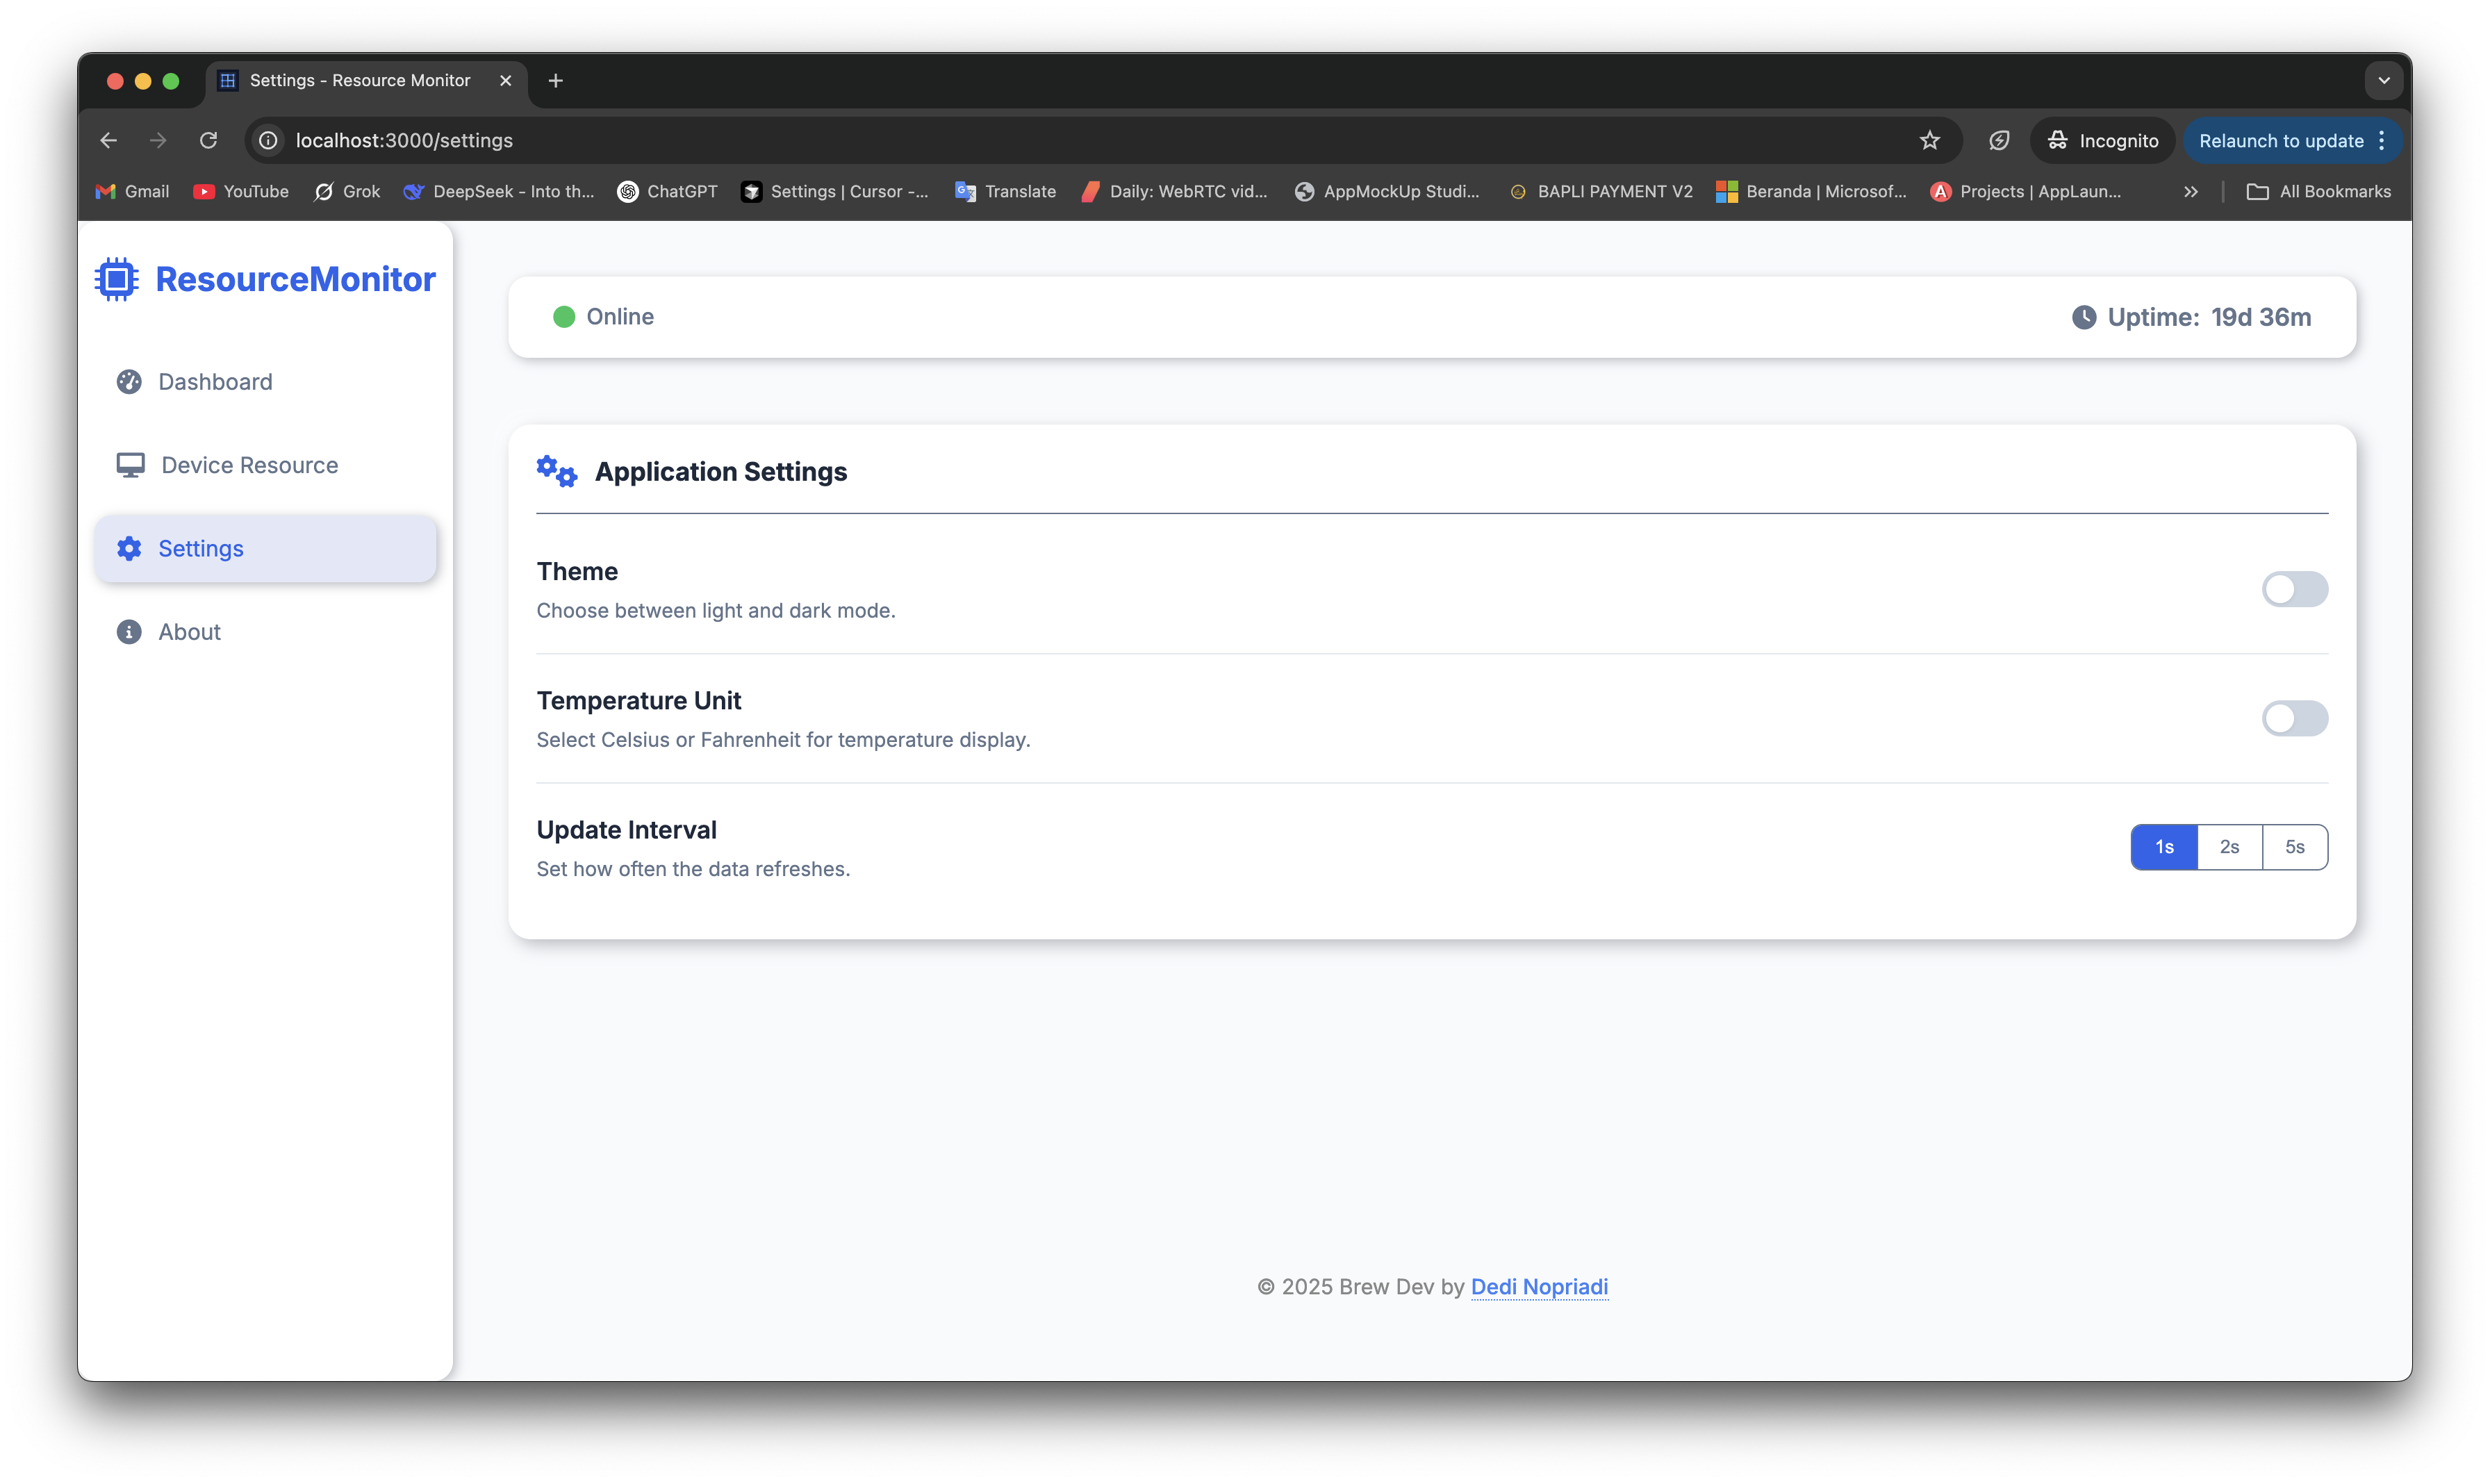 Settings - Resource Monitor
localhost:3000/settings
Incognito
Relaunch to update
Gmail YouTube Grok DeepSeek - Into th... ChatGPT Settings | Cursor -... Translate Daily: WebRTC vid... AppMockUp Studi... BAPLI PAYMENT V2 Beranda | Microsof... Projects | AppLaun... All Bookmarks
ResourceMonitor
Dashboard
Device Resource
Settings
About
Online
Uptime: 19d 36m
Application Settings
Theme
Choose between light and dark mode.
Temperature Unit
Select Celsius or Fahrenheit for temperature display.
Update Interval
Set how often the data refreshes.
1s 2s 5s
© 2025 Brew Dev by Dedi Nopriadi